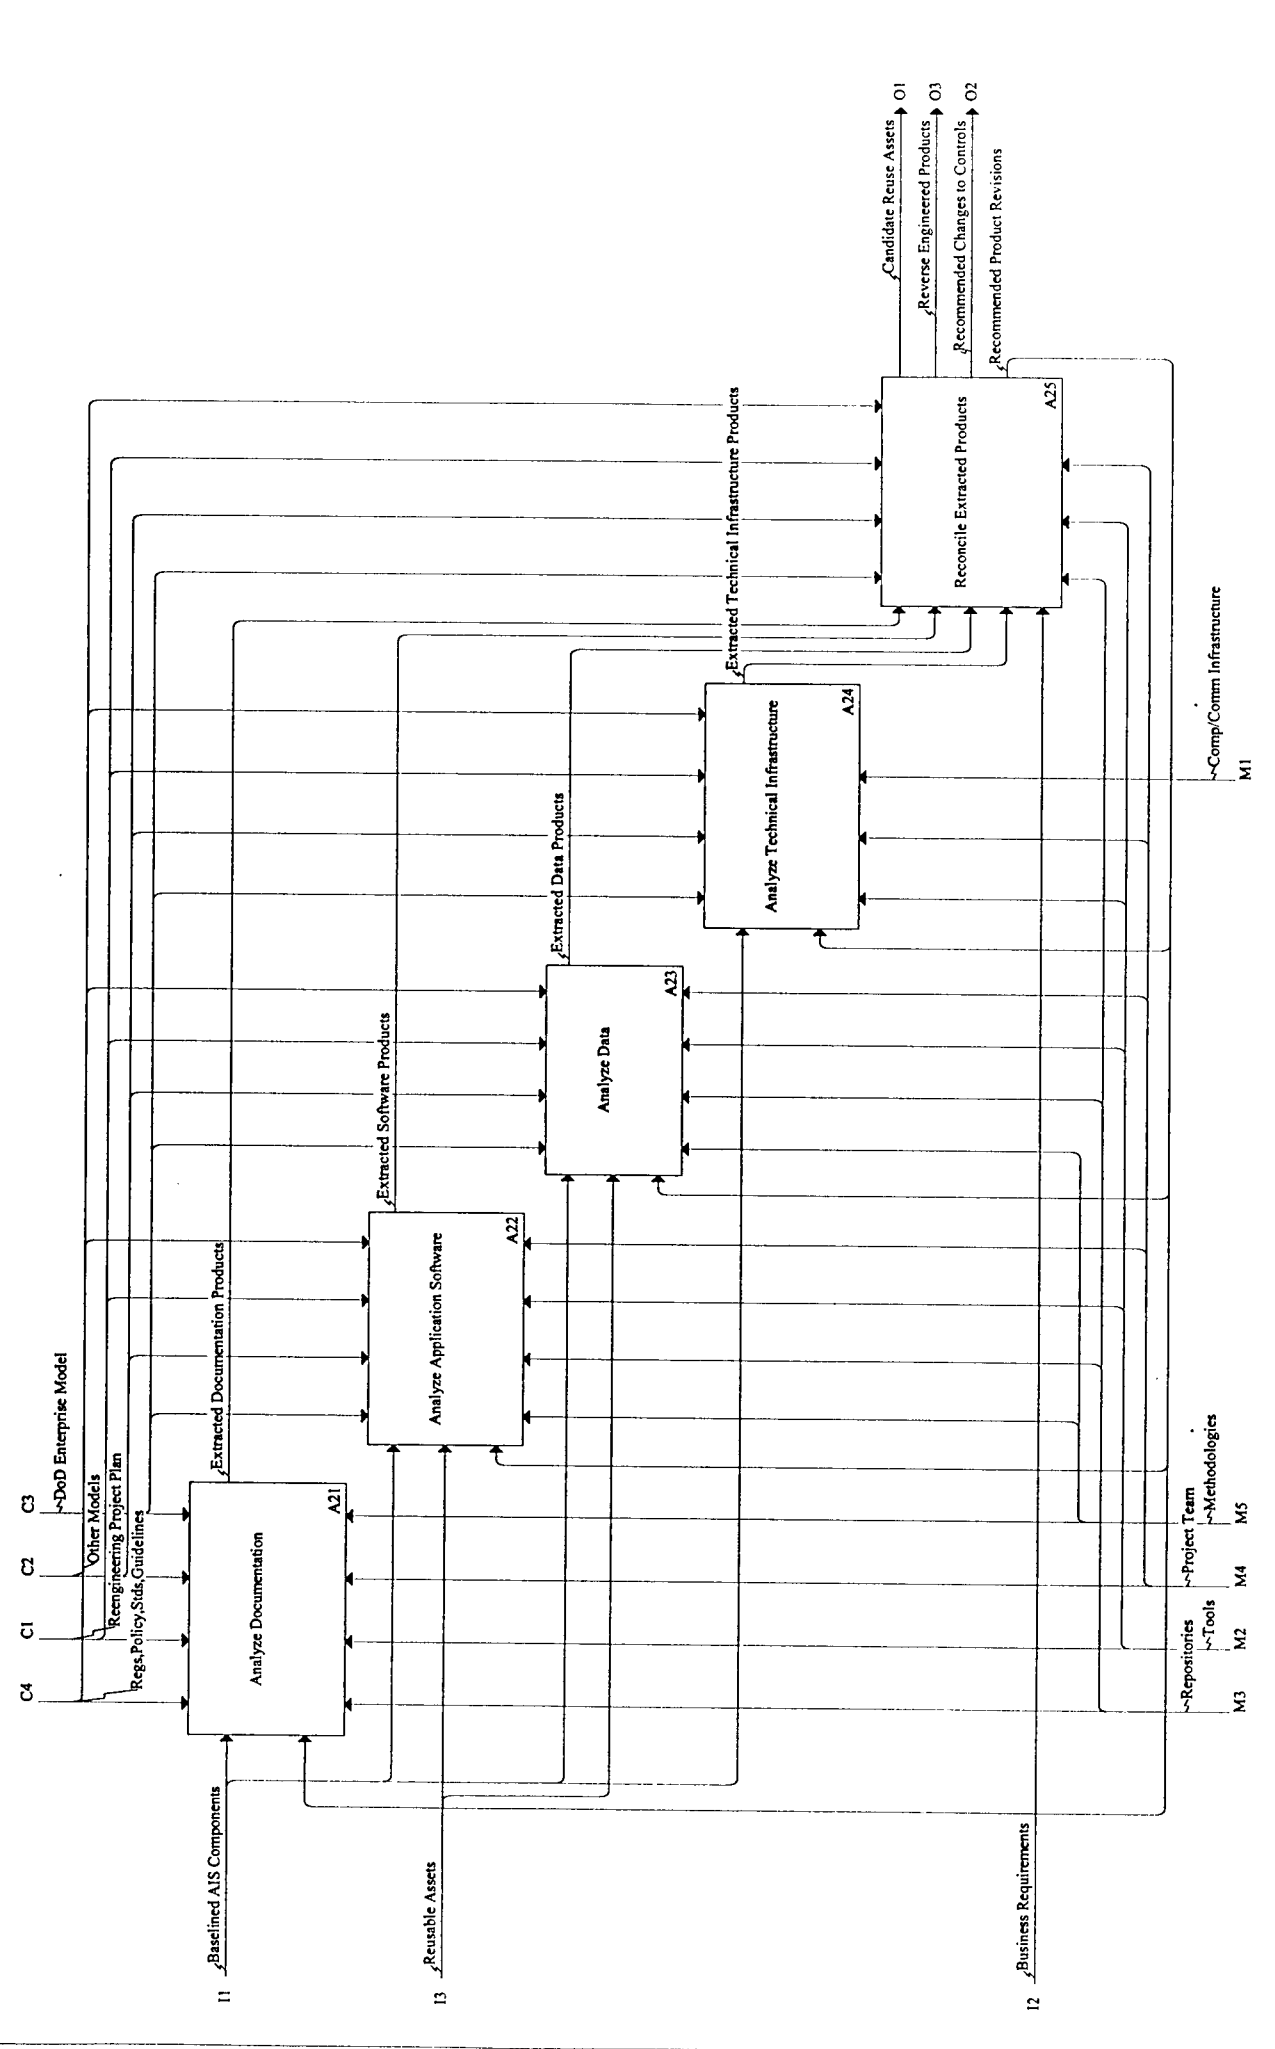 C4
C1
C2
C3
DoD Enterprise Model
Other Models
Reengineering Project Plan
Regs,Policy,Stds,Guidelines
I1
Baselined AIS Components
I3
Reusable Assets
I2
Business Requirements
Analyze Documentation
A21
Extracted Documentation Products
Analyze Application Software
A22
Extracted Software Products
Analyze Data
A23
Extracted Data Products
Analyze Technical Infrastructure
A24
Extracted Technical Infrastructure Products
Reconcile Extracted Products
A25
Candidate Reuse Assets
O1
Reverse Engineered Products
O3
Recommended Changes to Controls
O2
Recommended Product Revisions
Repositories
Tools
Project Team
Methodologies
Comp/Comm Infrastructure
M3
M2
M4
M5
M1